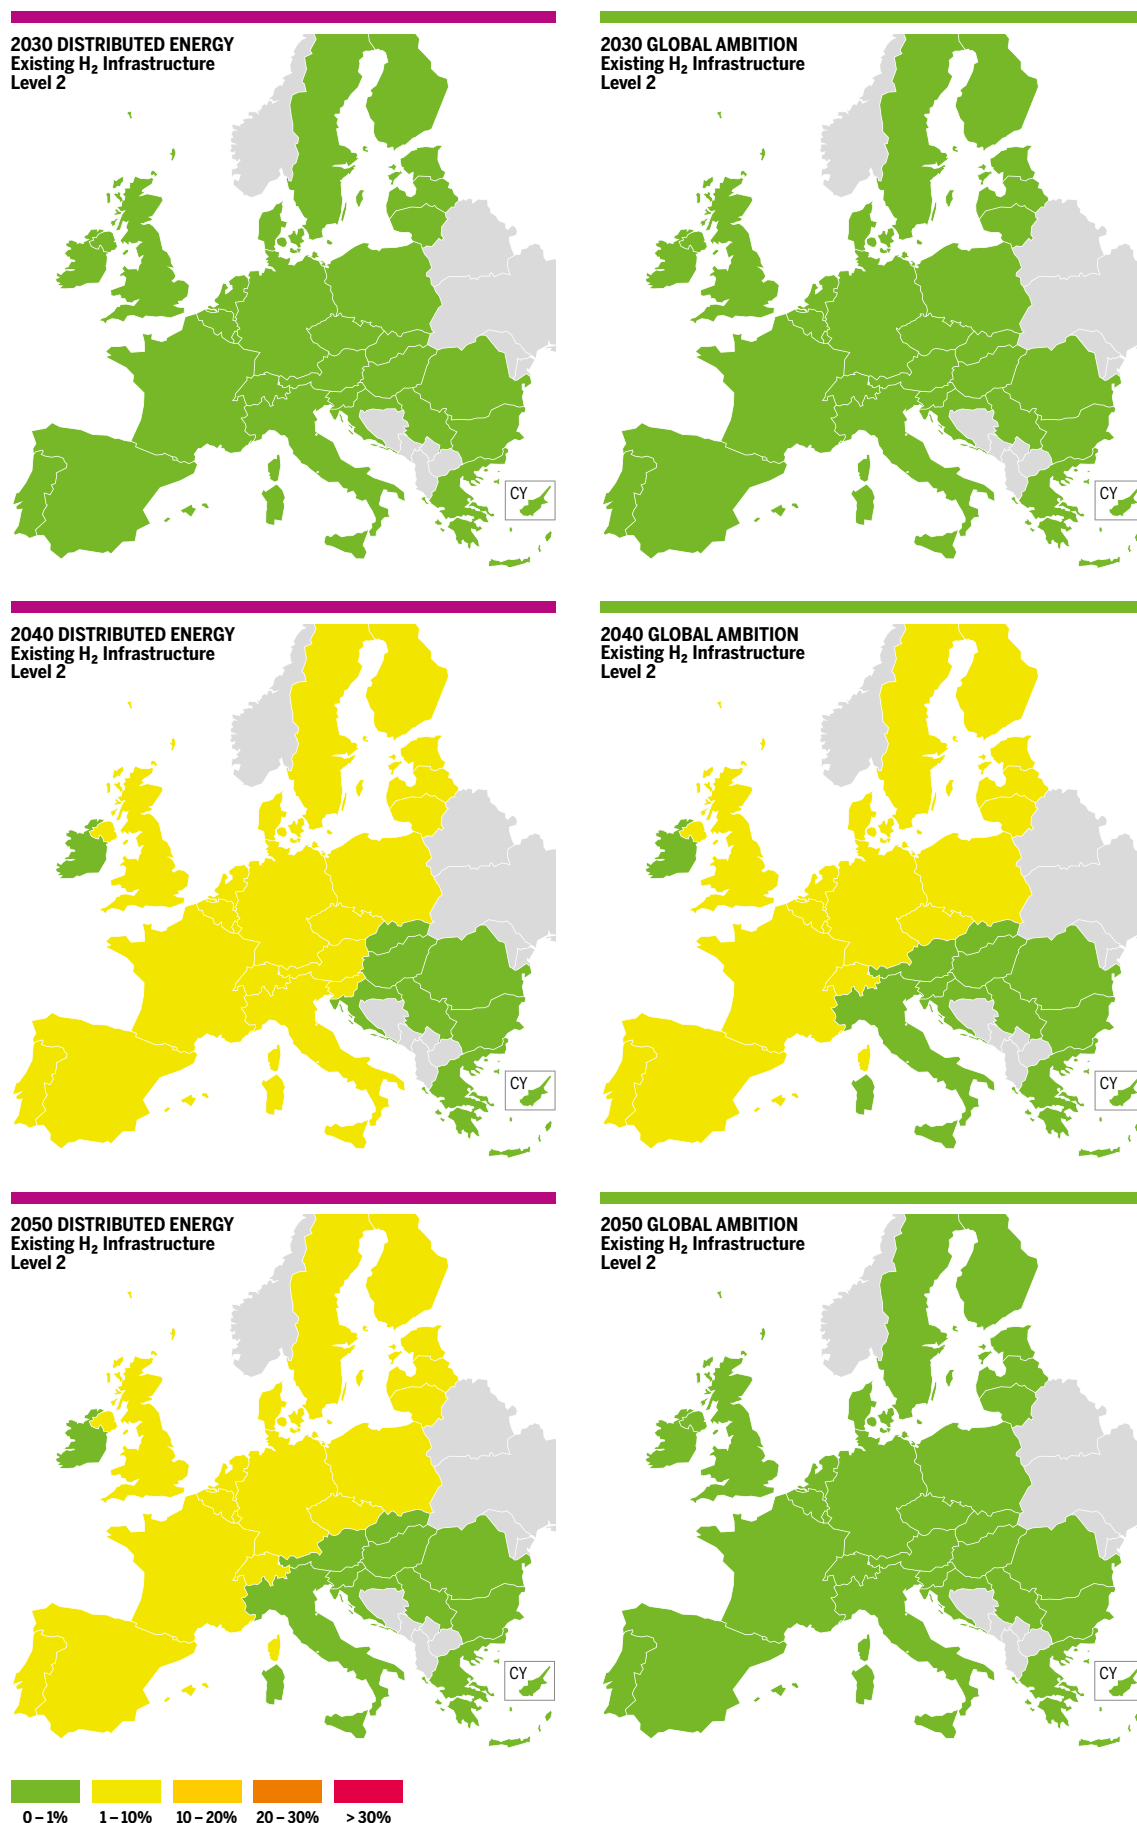 2030 DISTRIBUTED ENERGY
Existing H₂ Infrastructure
Level 2
CY
2030 GLOBAL AMBITION
Existing H₂ Infrastructure
Level 2
CY
2040 DISTRIBUTED ENERGY
Existing H₂ Infrastructure
Level 2
CY
2040 GLOBAL AMBITION
Existing H₂ Infrastructure
Level 2
CY
2050 DISTRIBUTED ENERGY
Existing H₂ Infrastructure
Level 2
CY
2050 GLOBAL AMBITION
Existing H₂ Infrastructure
Level 2
CY
0 – 1% 1 – 10% 10 – 20% 20 – 30% > 30%